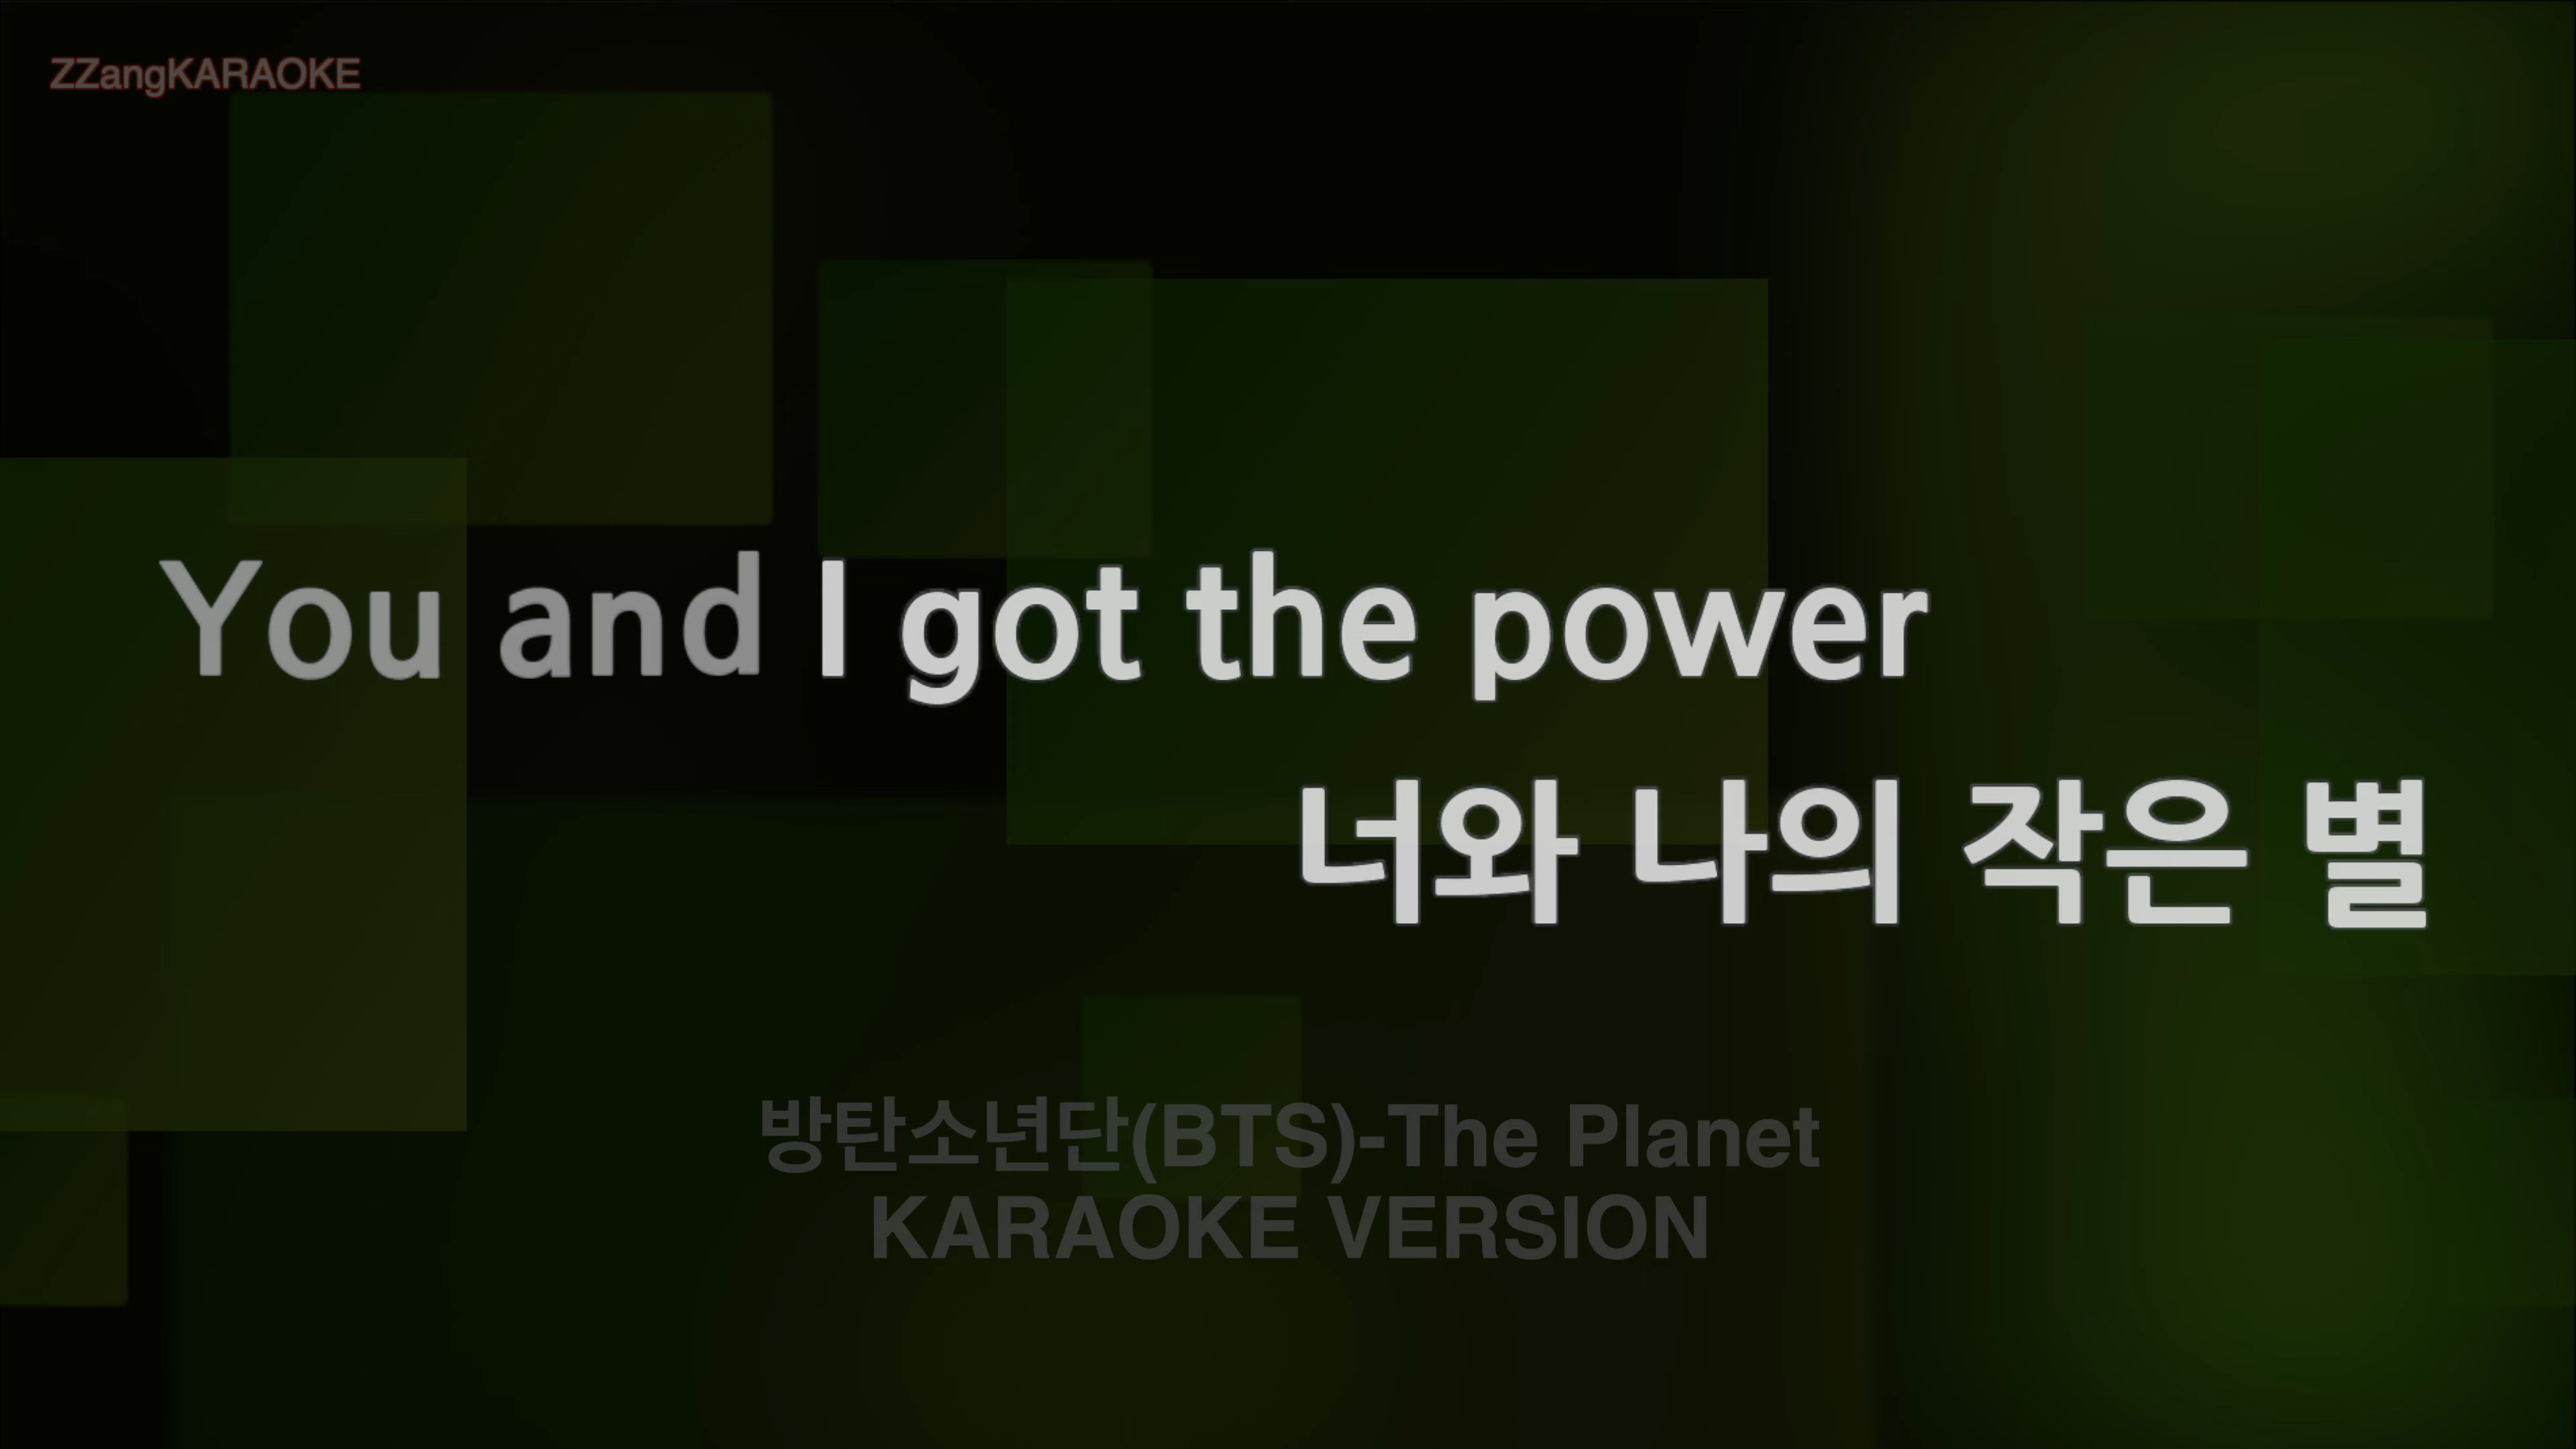 ZZangKARAOKE
You and I got the power
너와 나의 작은 별
방탄소년단(BTS)-The Planet
KARAOKE VERSION